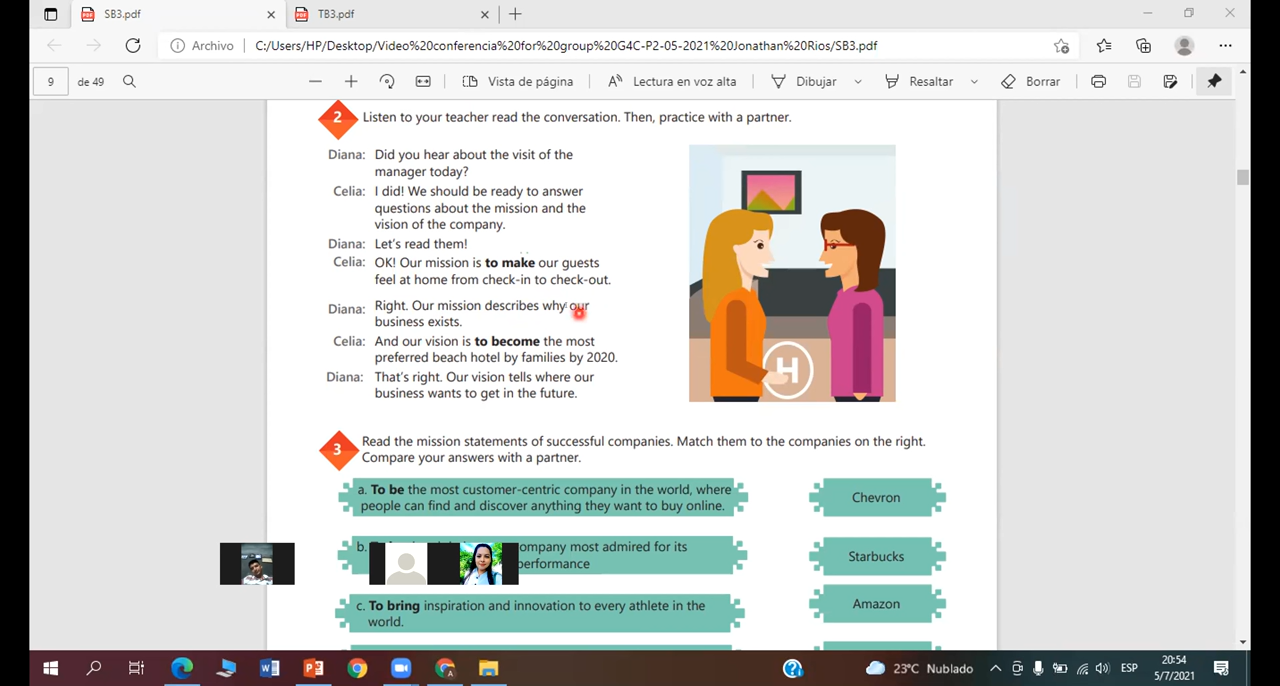 SB3.pdf
TB3.pdf
Archivo
C:/Users/HP/Desktop/Video%20conferencia%20for%20group%20G4C-P2-05-2021%20Jonathan%20Rios/SB3.pdf
9
de 49
Vista de página
Lectura en voz alta
Dibujar
Resaltar
Borrar
2
Listen to your teacher read the conversation. Then, practice with a partner.
Diana: Did you hear about the visit of the
manager today?
Celia: I did! We should be ready to answer
questions about the mission and the
vision of the company.
Diana: Let's read them!
Celia: OK! Our mission is to make our guests
feel at home from check-in to check-out.
Diana: Right. Our mission describes why our
business exists.
Celia: And our vision is to become the most
preferred beach hotel by families by 2020.
Diana: That's right. Our vision tells where our
business wants to get in the future.
H
3
Read the mission statements of successful companies. Match them to the companies on the right.
Compare your answers with a partner.
a. To be the most customer-centric company in the world, where
people can find and discover anything they want to buy online.
Chevron
b.
company most admired for its
performance
Starbucks
c. To bring inspiration and innovation to every athlete in the
world.
Amazon
23°C Nublado
ESP
20:54
5/7/2021